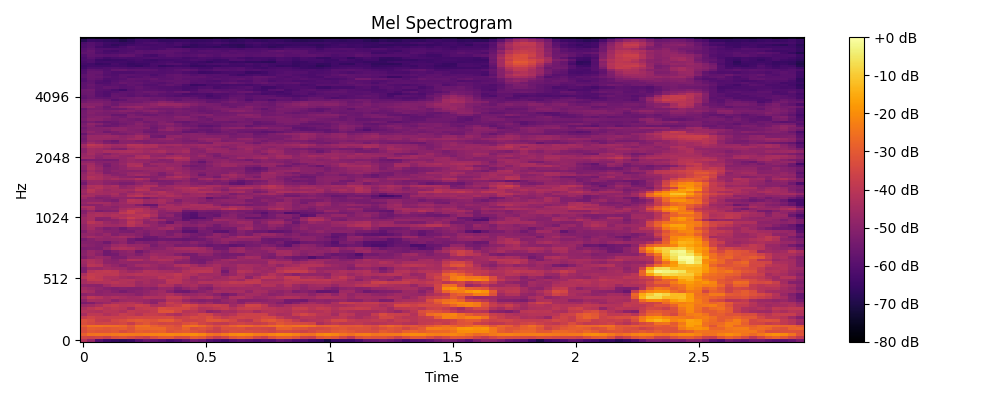 Mel Spectrogram
+0 dB
-10 dB
-20 dB
-30 dB
-40 dB
-50 dB
-60 dB
-70 dB
-80 dB
Hz
4096
2048
1024
512
0
0 0.5 1 1.5 2 2.5
Time